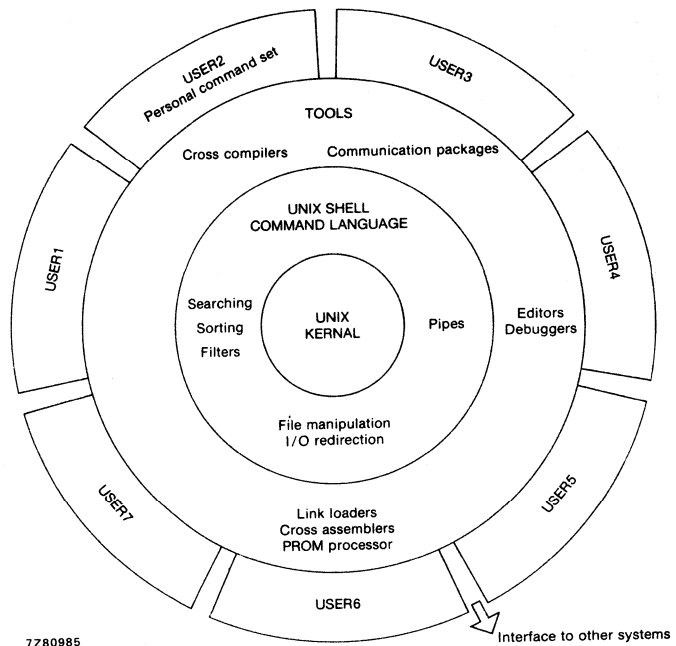 USER2
Personal command set
USER3
TOOLS
Cross compilers
Communication packages
UNIX SHELL
COMMAND LANGUAGE
USER1
USER4
Searching
Sorting
Filters
UNIX
KERNAL
Pipes
Editors
Debuggers
File manipulation
I/O redirection
USER7
USER5
Link loaders
Cross assemblers
PROM processor
USER6
Interface to other systems
7Z80985